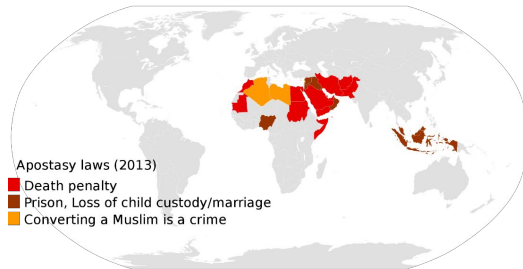 Apostasy laws (2013)
Death penalty
Prison, Loss of child custody/marriage
Converting a Muslim is a crime